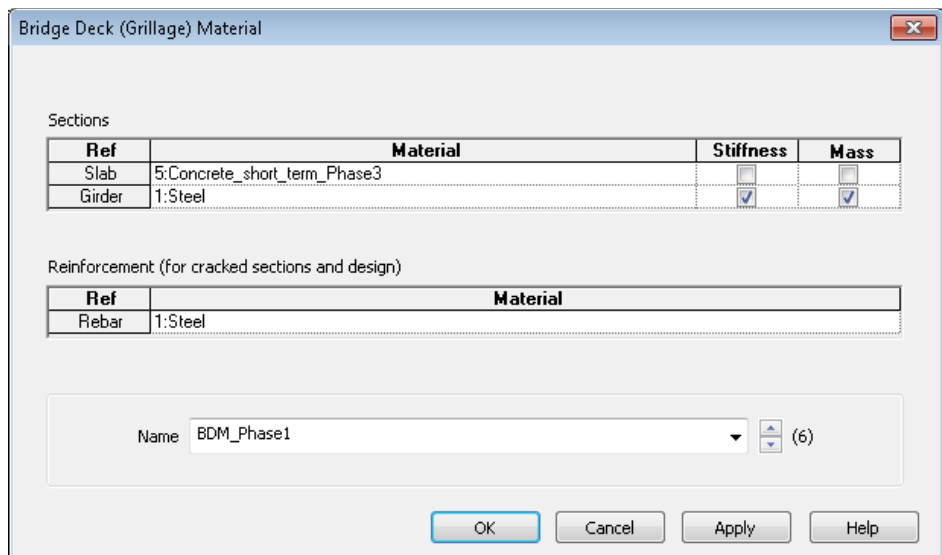 Bridge Deck (Grillage) Material
Sections
Ref Material Stiffness Mass
Slab 5:Concrete_short_term_Phase3
Girder 1:Steel
Reinforcement (for cracked sections and design)
Ref Material
Rebar 1:Steel
Name BDM_Phase1 (6)
OK Cancel Apply Help